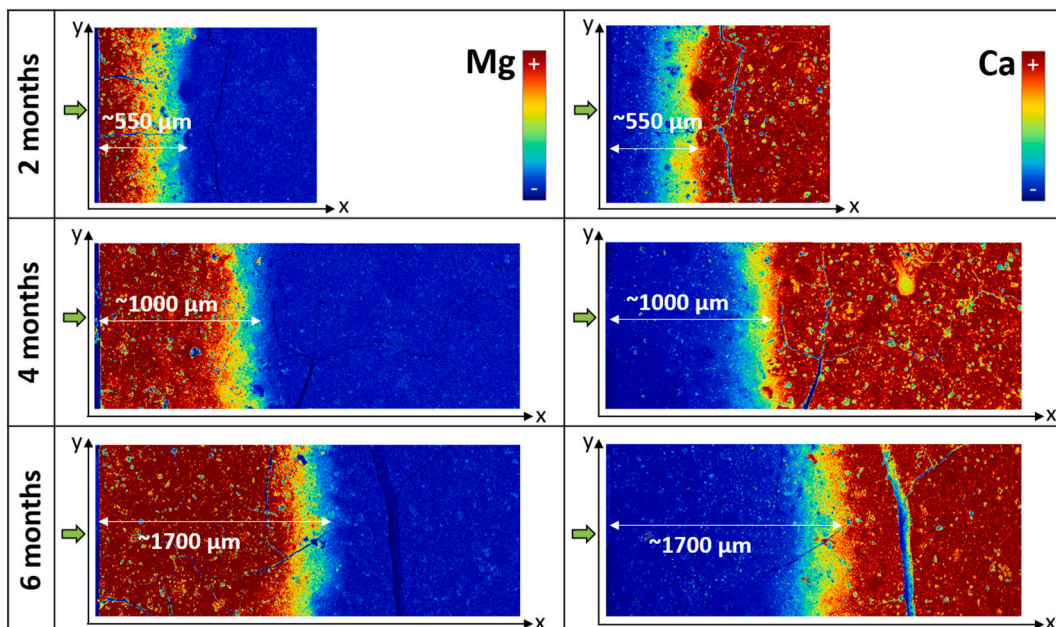 2 months
y
Mg
+
-
~550 µm
x
y
Ca
+
-
~550 µm
x
4 months
y
~1000 µm
x
y
~1000 µm
x
6 months
y
~1700 µm
x
y
~1700 µm
x